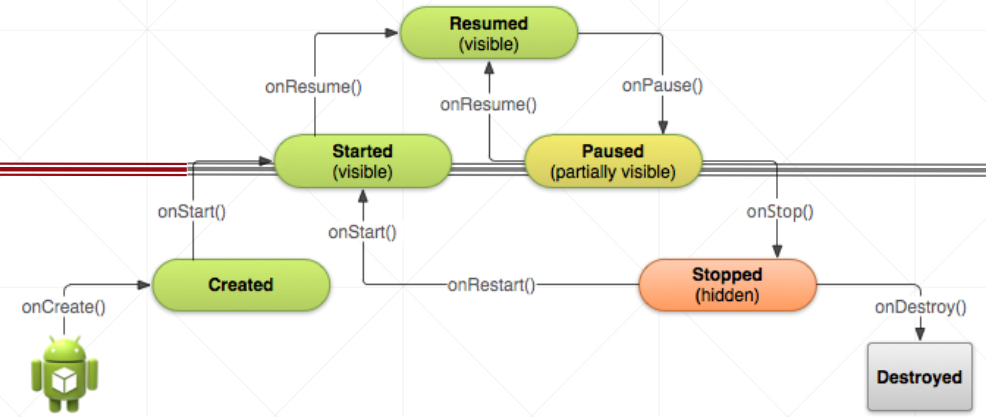 Resumed
(visible)
onResume()
onResume()
onPause()
Started
(visible)
Paused
(partially visible)
onStart()
onStart()
onStop()
Created
onRestart()
Stopped
(hidden)
onCreate()
onDestroy()
Destroyed